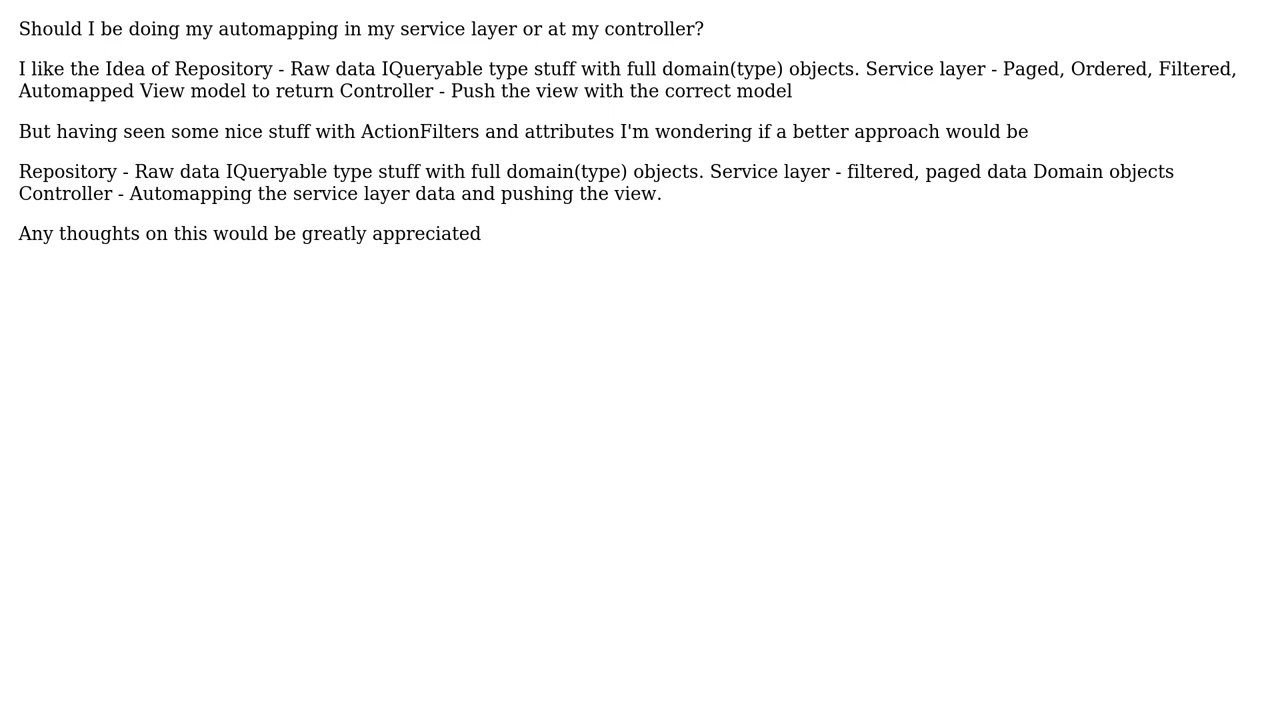 Should I be doing my automapping in my service layer or at my controller?
I like the Idea of Repository - Raw data IQueryable type stuff with full domain(type) objects. Service layer - Paged, Ordered, Filtered,
Automapped View model to return Controller - Push the view with the correct model
But having seen some nice stuff with ActionFilters and attributes I'm wondering if a better approach would be
Repository - Raw data IQueryable type stuff with full domain(type) objects. Service layer - filtered, paged data Domain objects
Controller - Automapping the service layer data and pushing the view.
Any thoughts on this would be greatly appreciated